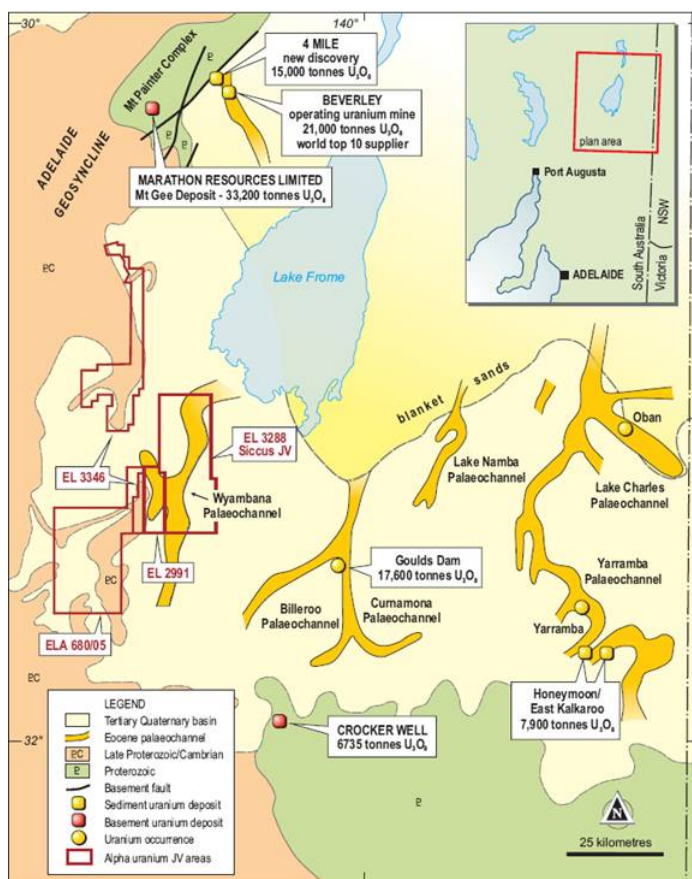 30°
140°
Mt Painter Complex
4 MILE
new discovery
15,000 tonnes U₃O₈
BEVERLEY
operating uranium mine
21,000 tonnes U₃O₈
world top 10 supplier
MARATHON RESOURCES LIMITED
Mt Gee Deposit - 33,200 tonnes U₃O₈
ADELAIDE
GEOSYNCLINE
plan area
Port Augusta
ADELAIDE
South Australia
NSW
Victoria
Lake Frome
blanket sands
EL 3288
Siccus JV
EL 3346
Wyambana
Palaeochannel
EL 2991
ELA 680/05
Lake Namba
Palaeochannel
Oban
Lake Charles
Palaeochannel
Goulds Dam
17,600 tonnes U₃O₈
Billeroo
Palaeochannel
Curnamona
Palaeochannel
Yarramba
Palaeochannel
Yarramba
Honeymoon/
East Kalkaroo
7,900 tonnes U₃O₈
CROCKER WELL
6735 tonnes U₃O₈
32°
LEGEND
Tertiary Quaternary basin
Eocene palaeochannel
Late Proterozoic/Cambrian
Proterozoic
Basement fault
Sediment uranium deposit
Basement uranium deposit
Uranium occurrence
Alpha uranium JV areas
N
25 kilometres